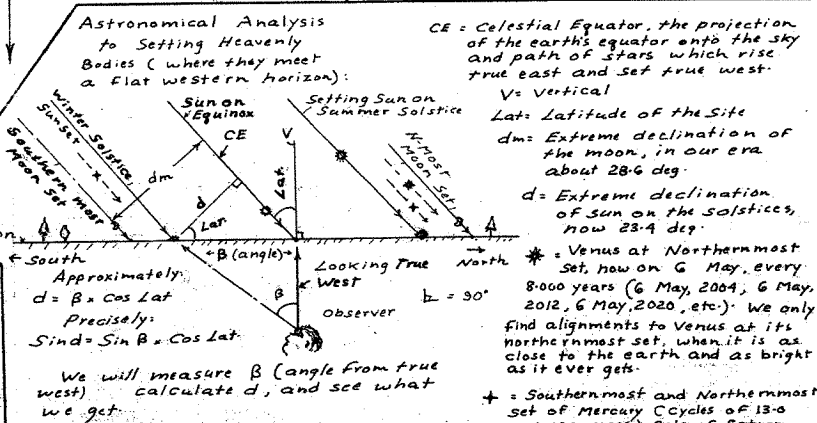 Astronomical Analysis
to Setting Heavenly
Bodies (where they meet
a flat western horizon):
Winter Solstice
Sunset
Southern most
Moon Set
Sun on
Equinox
CE
V
Setting Sun on
Summer Solstice
N-Most
Moon Set
dm
d
Lat.
Lat.
← South
← β (angle) →
Looking True
West
→
North
Approximately:
d = β x Cos Lat
Precisely:
Sin d = Sin β x Cos Lat
β
Observer
= 90°
We will measure β (angle from true
west) calculate d, and see what
we get.
CE = Celestial Equator, the projection
of the earth's equator onto the sky
and path of stars which rise
true east and set true west.
V = Vertical
Lat = Latitude of the Site
dm = Extreme declination of
the moon, in our era
about 28.6 deg.
d = Extreme declination
of sun on the solstices,
now 23.4 deg.
= Venus at Northernmost
Set, now on 6 May, every
8.000 years (6 May, 2004, 6 May,
2012, 6 May, 2020, etc.). We only
find alignments to Venus at its
northernmost set, when it is as
close to the earth and as bright
as it ever gets.
+ = Southernmost and Northernmost
set of Mercury (Cycles of 13.0